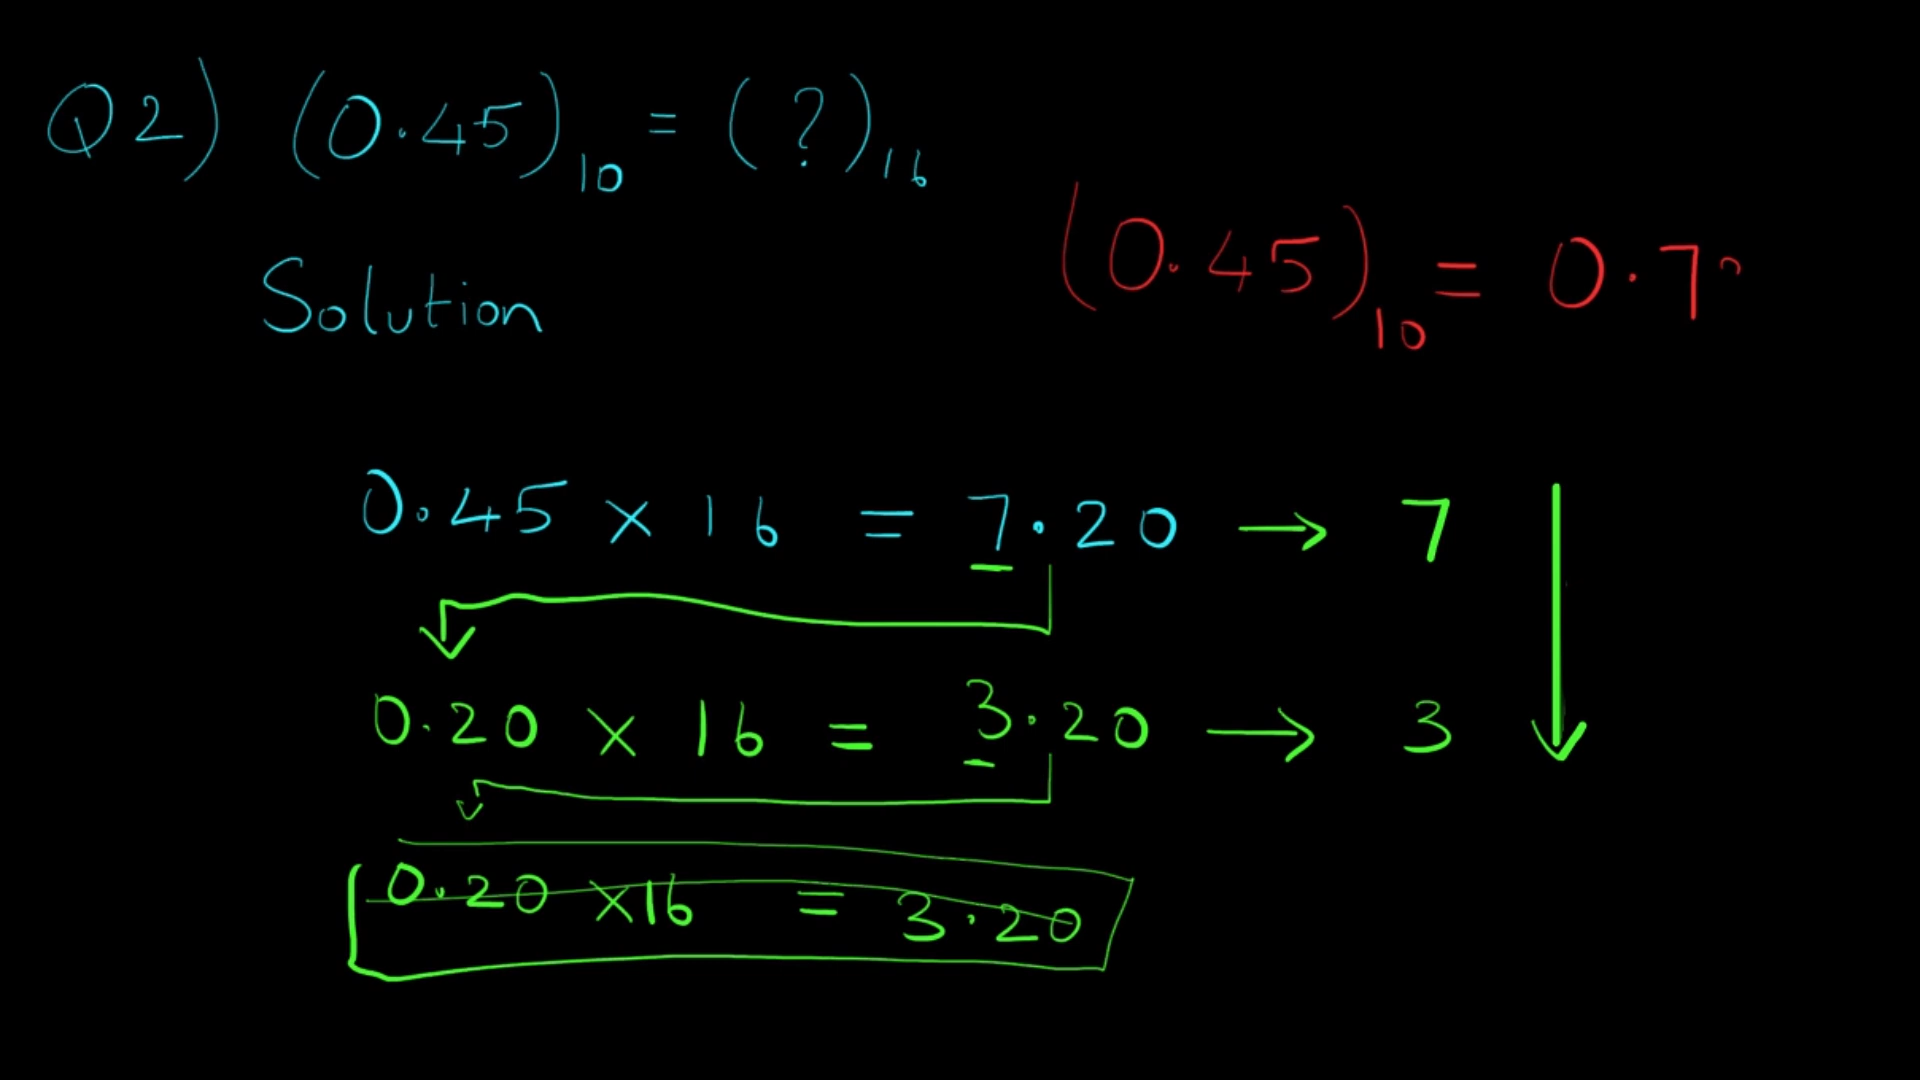 Q2) (0.45)10 = (?)16
(0.45)10 = 0.7
Solution
0.45 × 16 = 7.20 → 7
0.20 × 16 = 3.20 → 3
0.20 × 16 = 3.20